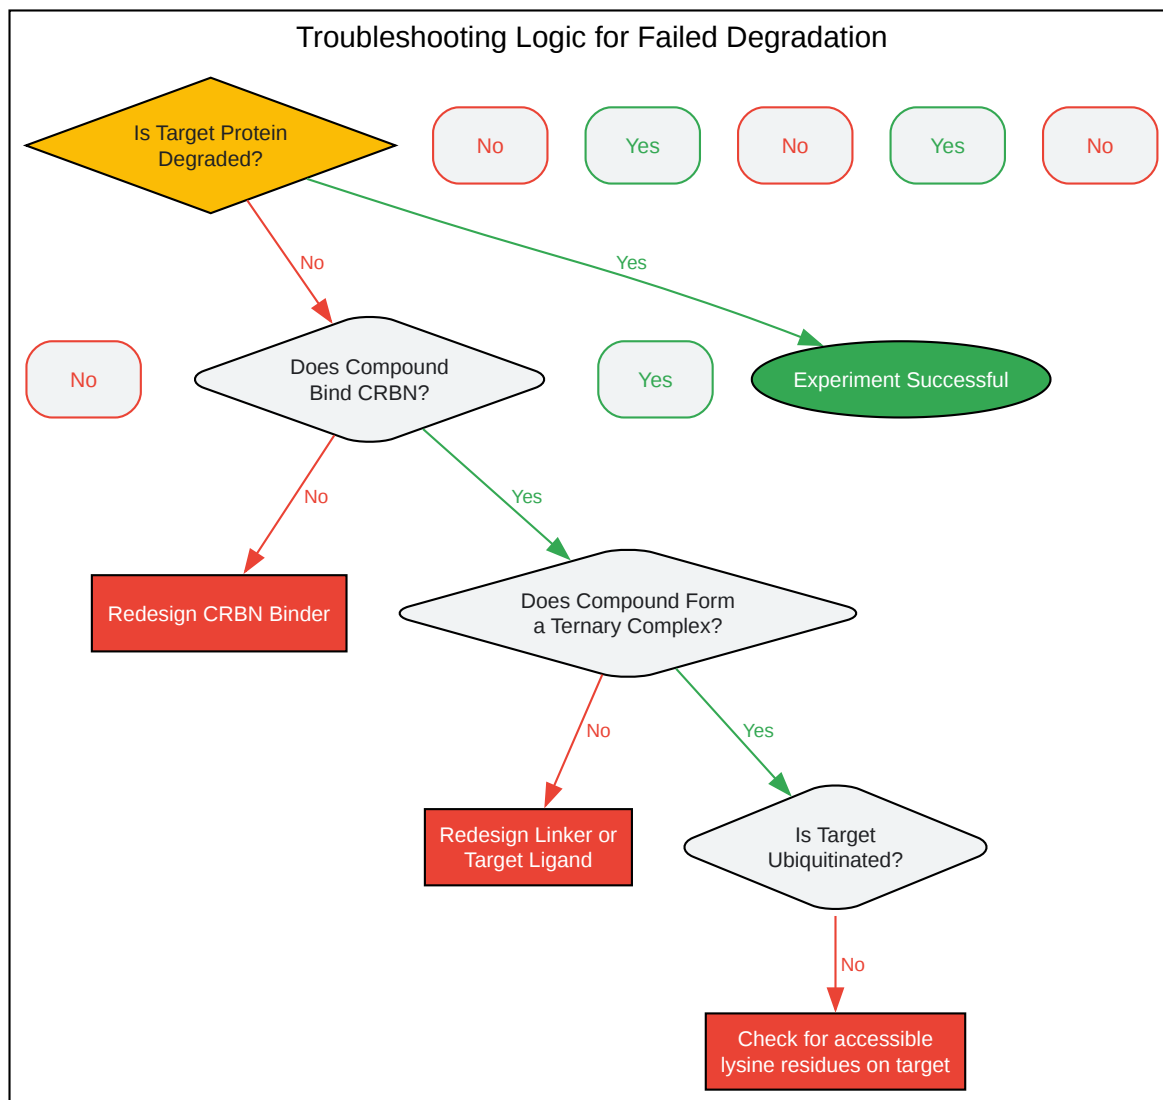 Troubleshooting Logic for Failed Degradation
Is Target Protein
Degraded?
No
Yes
No
Yes
No
No
Yes
No
Does Compound
Bind CRBN?
Yes
Experiment Successful
No
Yes
Redesign CRBN Binder
Does Compound Form
a Ternary Complex?
No
Yes
Redesign Linker or
Target Ligand
Is Target
Ubiquitinated?
No
Check for accessible
lysine residues on target